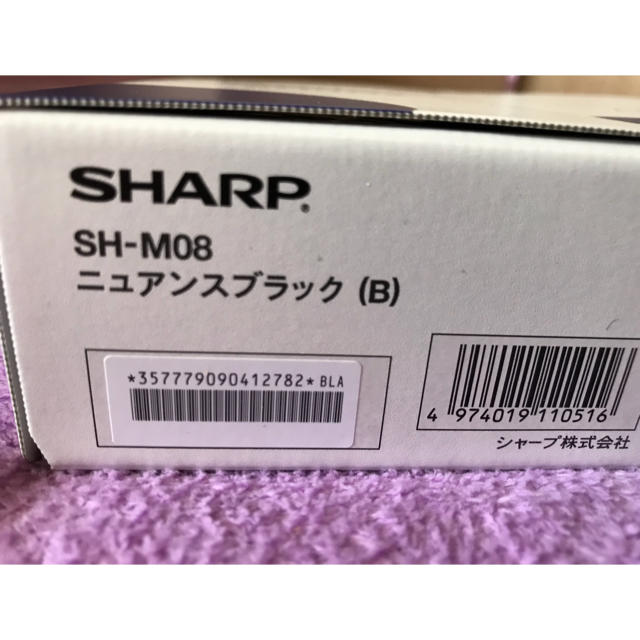 SHARP
SH-M08
ニュアンスブラック (B)
*357779090412782* BLA
4 974019 110516
シャープ株式会社